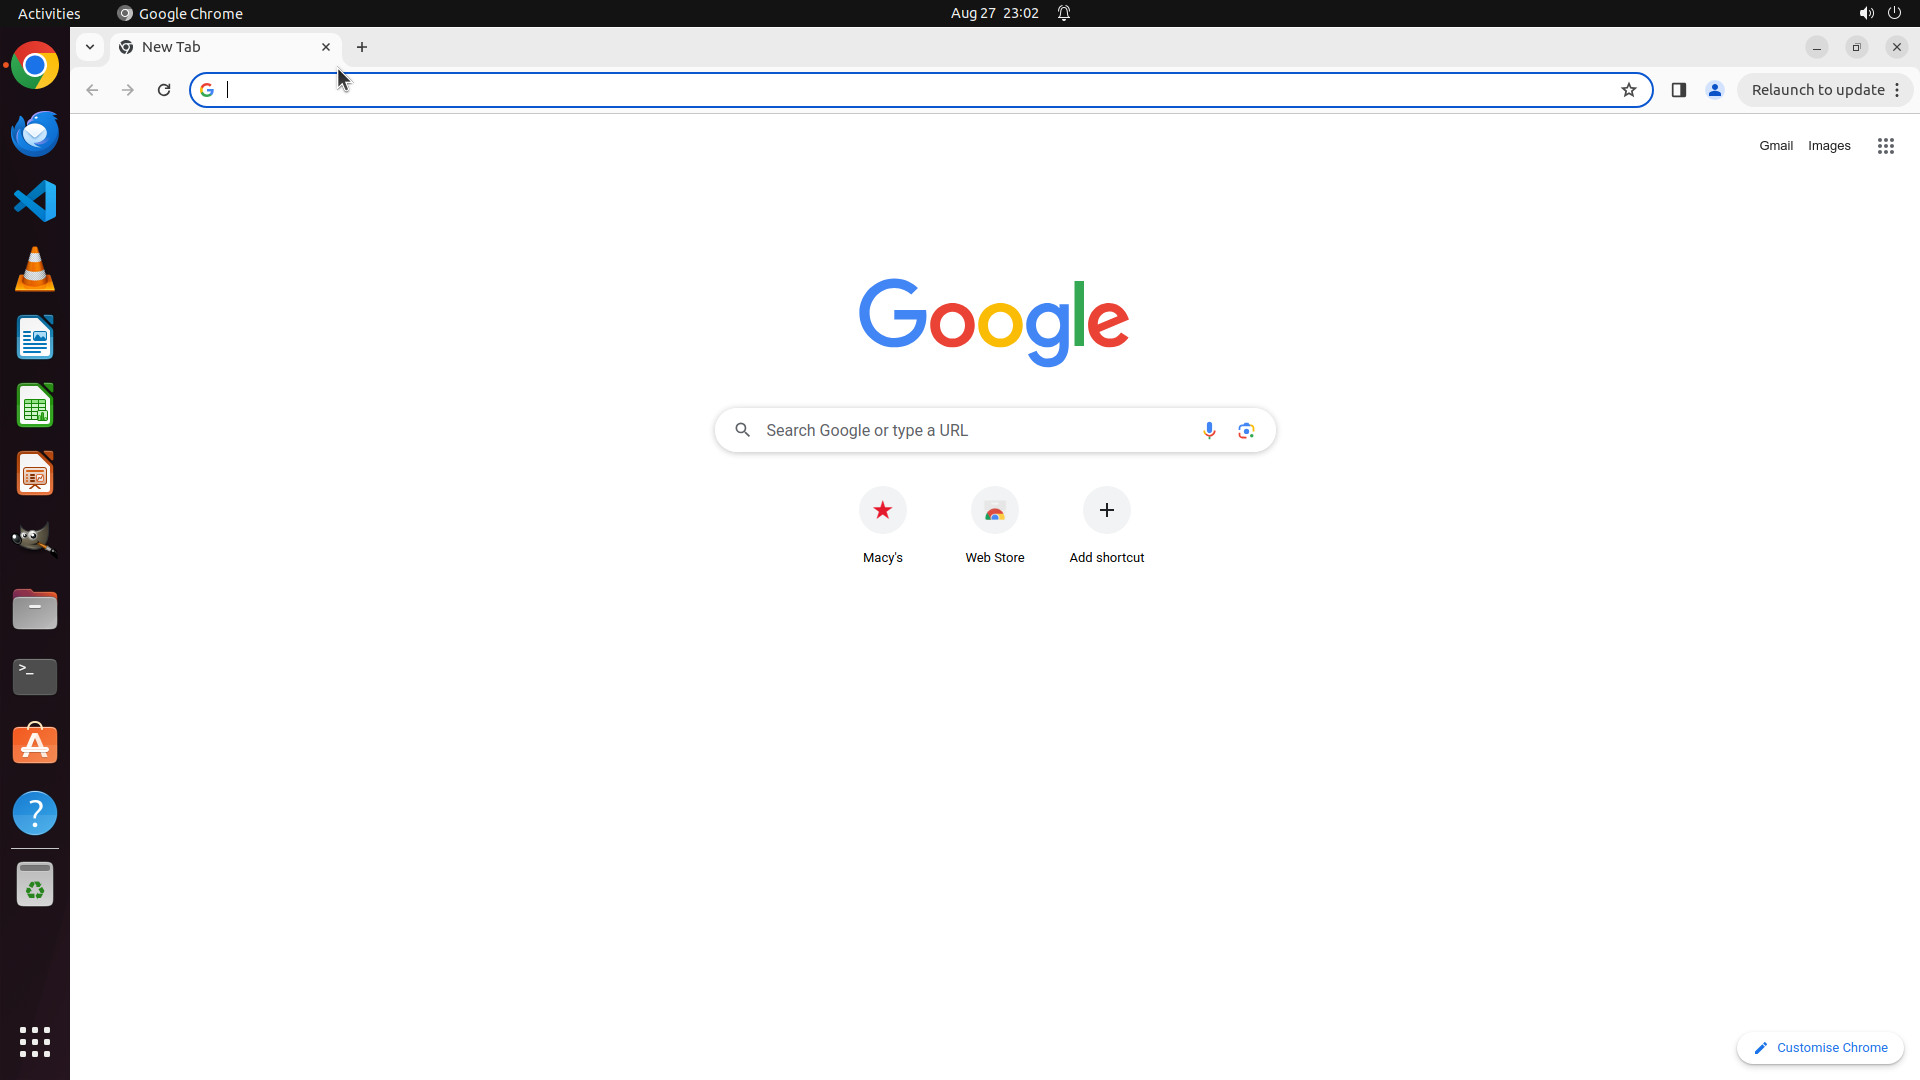 Activities
Google Chrome
Aug 27 23:02
New Tab
Relaunch to update
Gmail
Images
Google
Search Google or type a URL
Macy's
Web Store
Add shortcut
Customise Chrome